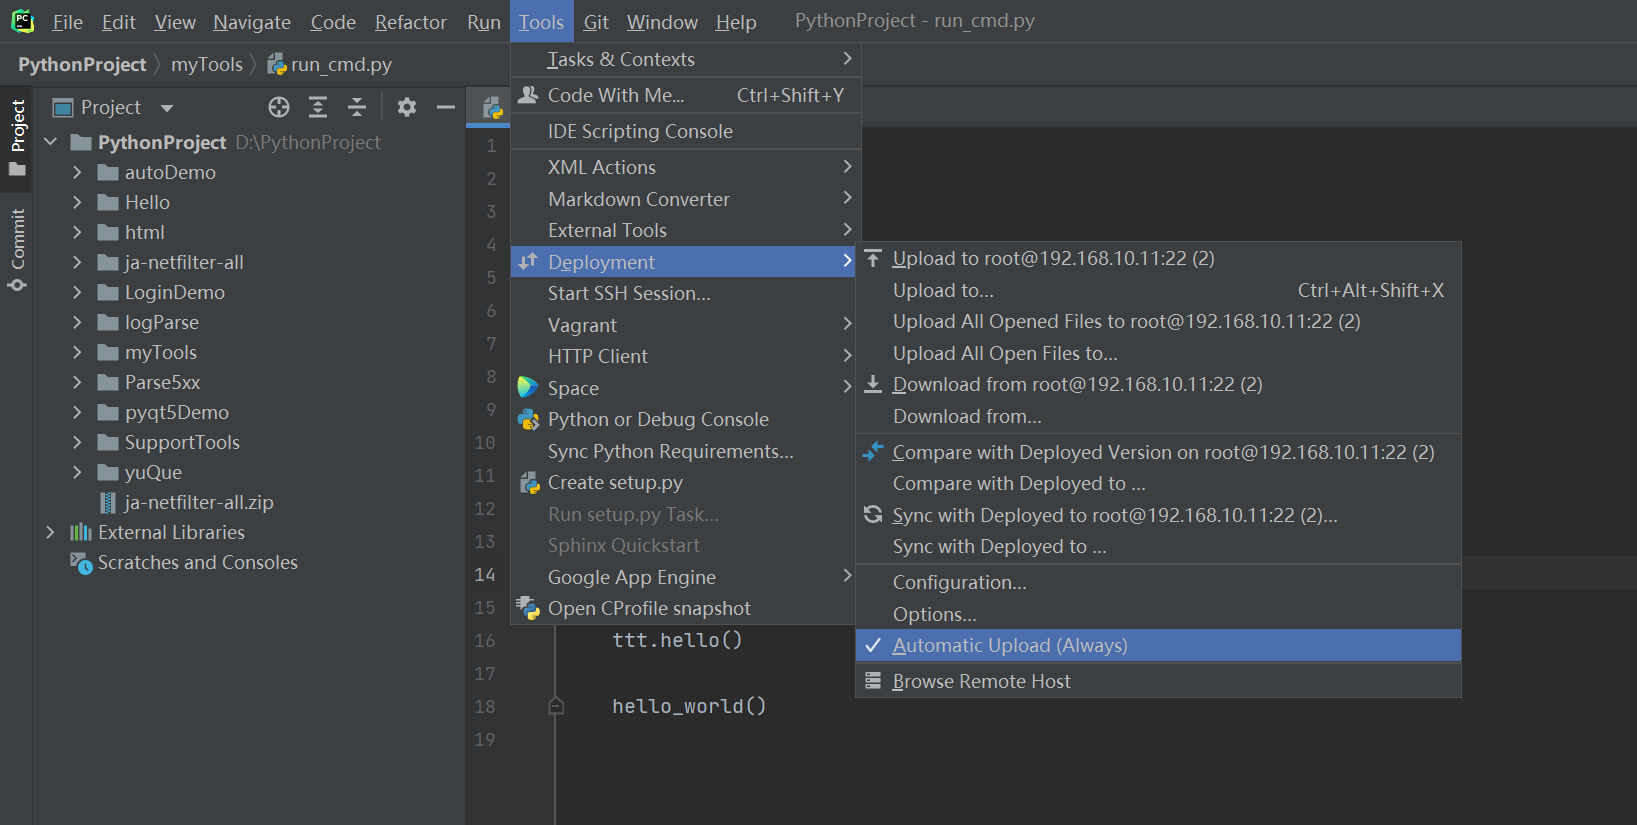 PC File Edit View Navigate Code Refactor Run Tools Git Window Help PythonProject - run_cmd.py
PythonProject myTools run_cmd.py
Project
Commit
Project
PythonProject D:\PythonProject
autoDemo
Hello
html
ja-netfilter-all
LoginDemo
logParse
myTools
Parse5xx
pyqt5Demo
SupportTools
yuQue
ja-netfilter-all.zip
External Libraries
Scratches and Consoles
Tasks & Contexts
Code With Me... Ctrl+Shift+Y
IDE Scripting Console
XML Actions
Markdown Converter
External Tools
Deployment
Start SSH Session...
Vagrant
HTTP Client
Space
Python or Debug Console
Sync Python Requirements...
Create setup.py
Run setup.py Task...
Sphinx Quickstart
Google App Engine
Open CProfile snapshot
Upload to root@192.168.10.11:22 (2)
Upload to... Ctrl+Alt+Shift+X
Upload All Opened Files to root@192.168.10.11:22 (2)
Upload All Open Files to...
Download from root@192.168.10.11:22 (2)
Download from...
Compare with Deployed Version on root@192.168.10.11:22 (2)
Compare with Deployed to ...
Sync with Deployed to root@192.168.10.11:22 (2)...
Sync with Deployed to ...
Configuration...
Options...
Automatic Upload (Always)
Browse Remote Host
1
2
3
4
5
6
7
8
9
10
11
12
13
14
15
16 ttt.hello()
17
18 hello_world()
19